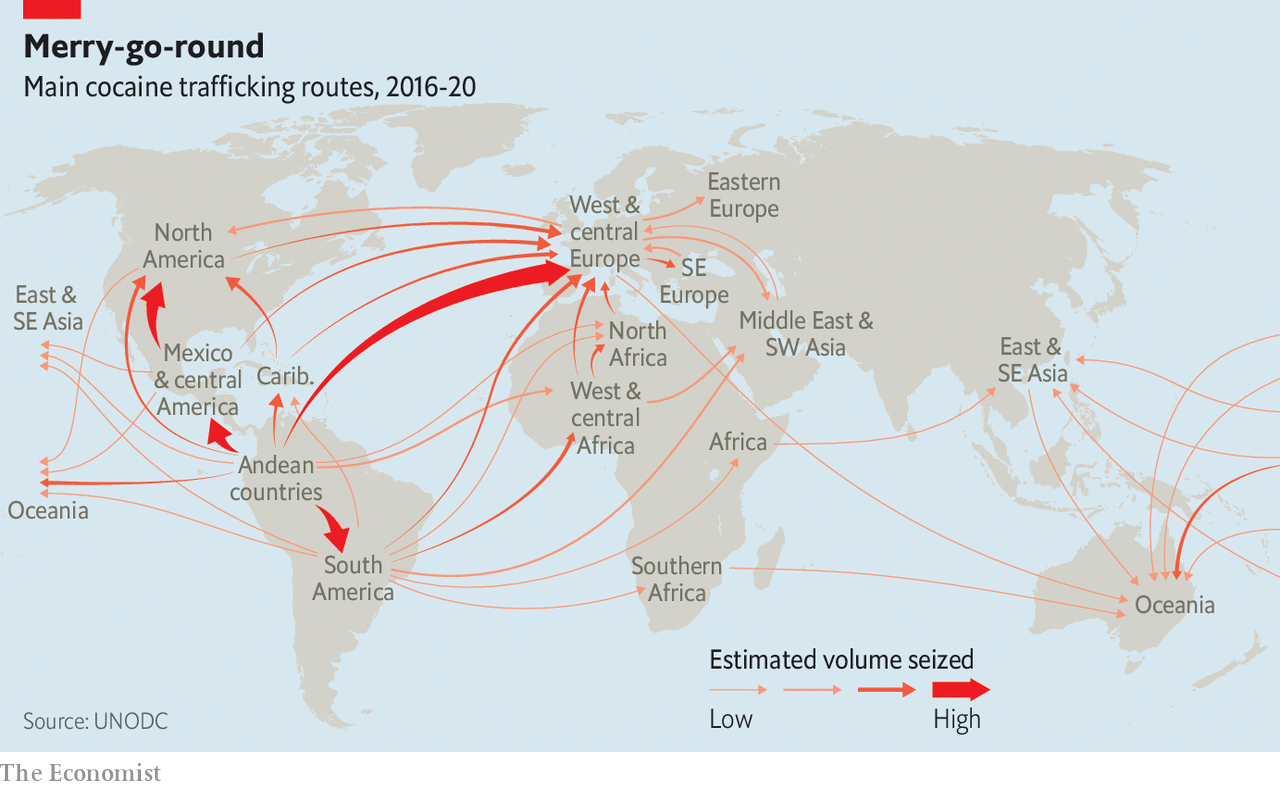 Merry-go-round
Main cocaine trafficking routes, 2016-20
Eastern
Europe
West &
central
Europe
North
America
SE
Europe
East &
SE Asia
Middle East &
SW Asia
North
Africa
East &
SE Asia
Mexico
& central
America
Carib.
West &
central
Africa
Africa
Andean
countries
Oceania
South
America
Southern
Africa
Oceania
Estimated volume seized
Low
High
Source: UNODC
The Economist